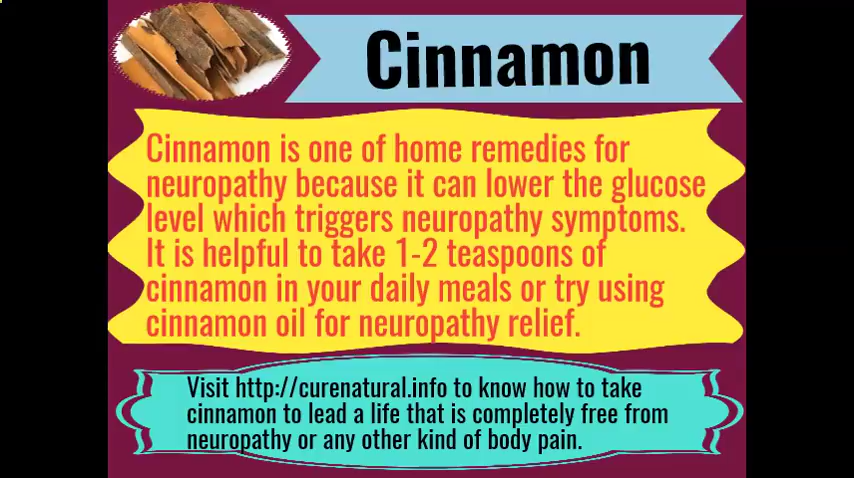 Cinnamon
Cinnamon is one of home remedies for
neuropathy because it can lower the glucose
level which triggers neuropathy symptoms.
It is helpful to take 1-2 teaspoons of
cinnamon in your daily meals or try using
cinnamon oil for neuropathy relief.
Visit http://curenatural.info to know how to take
cinnamon to lead a life that is completely free from
neuropathy or any other kind of body pain.